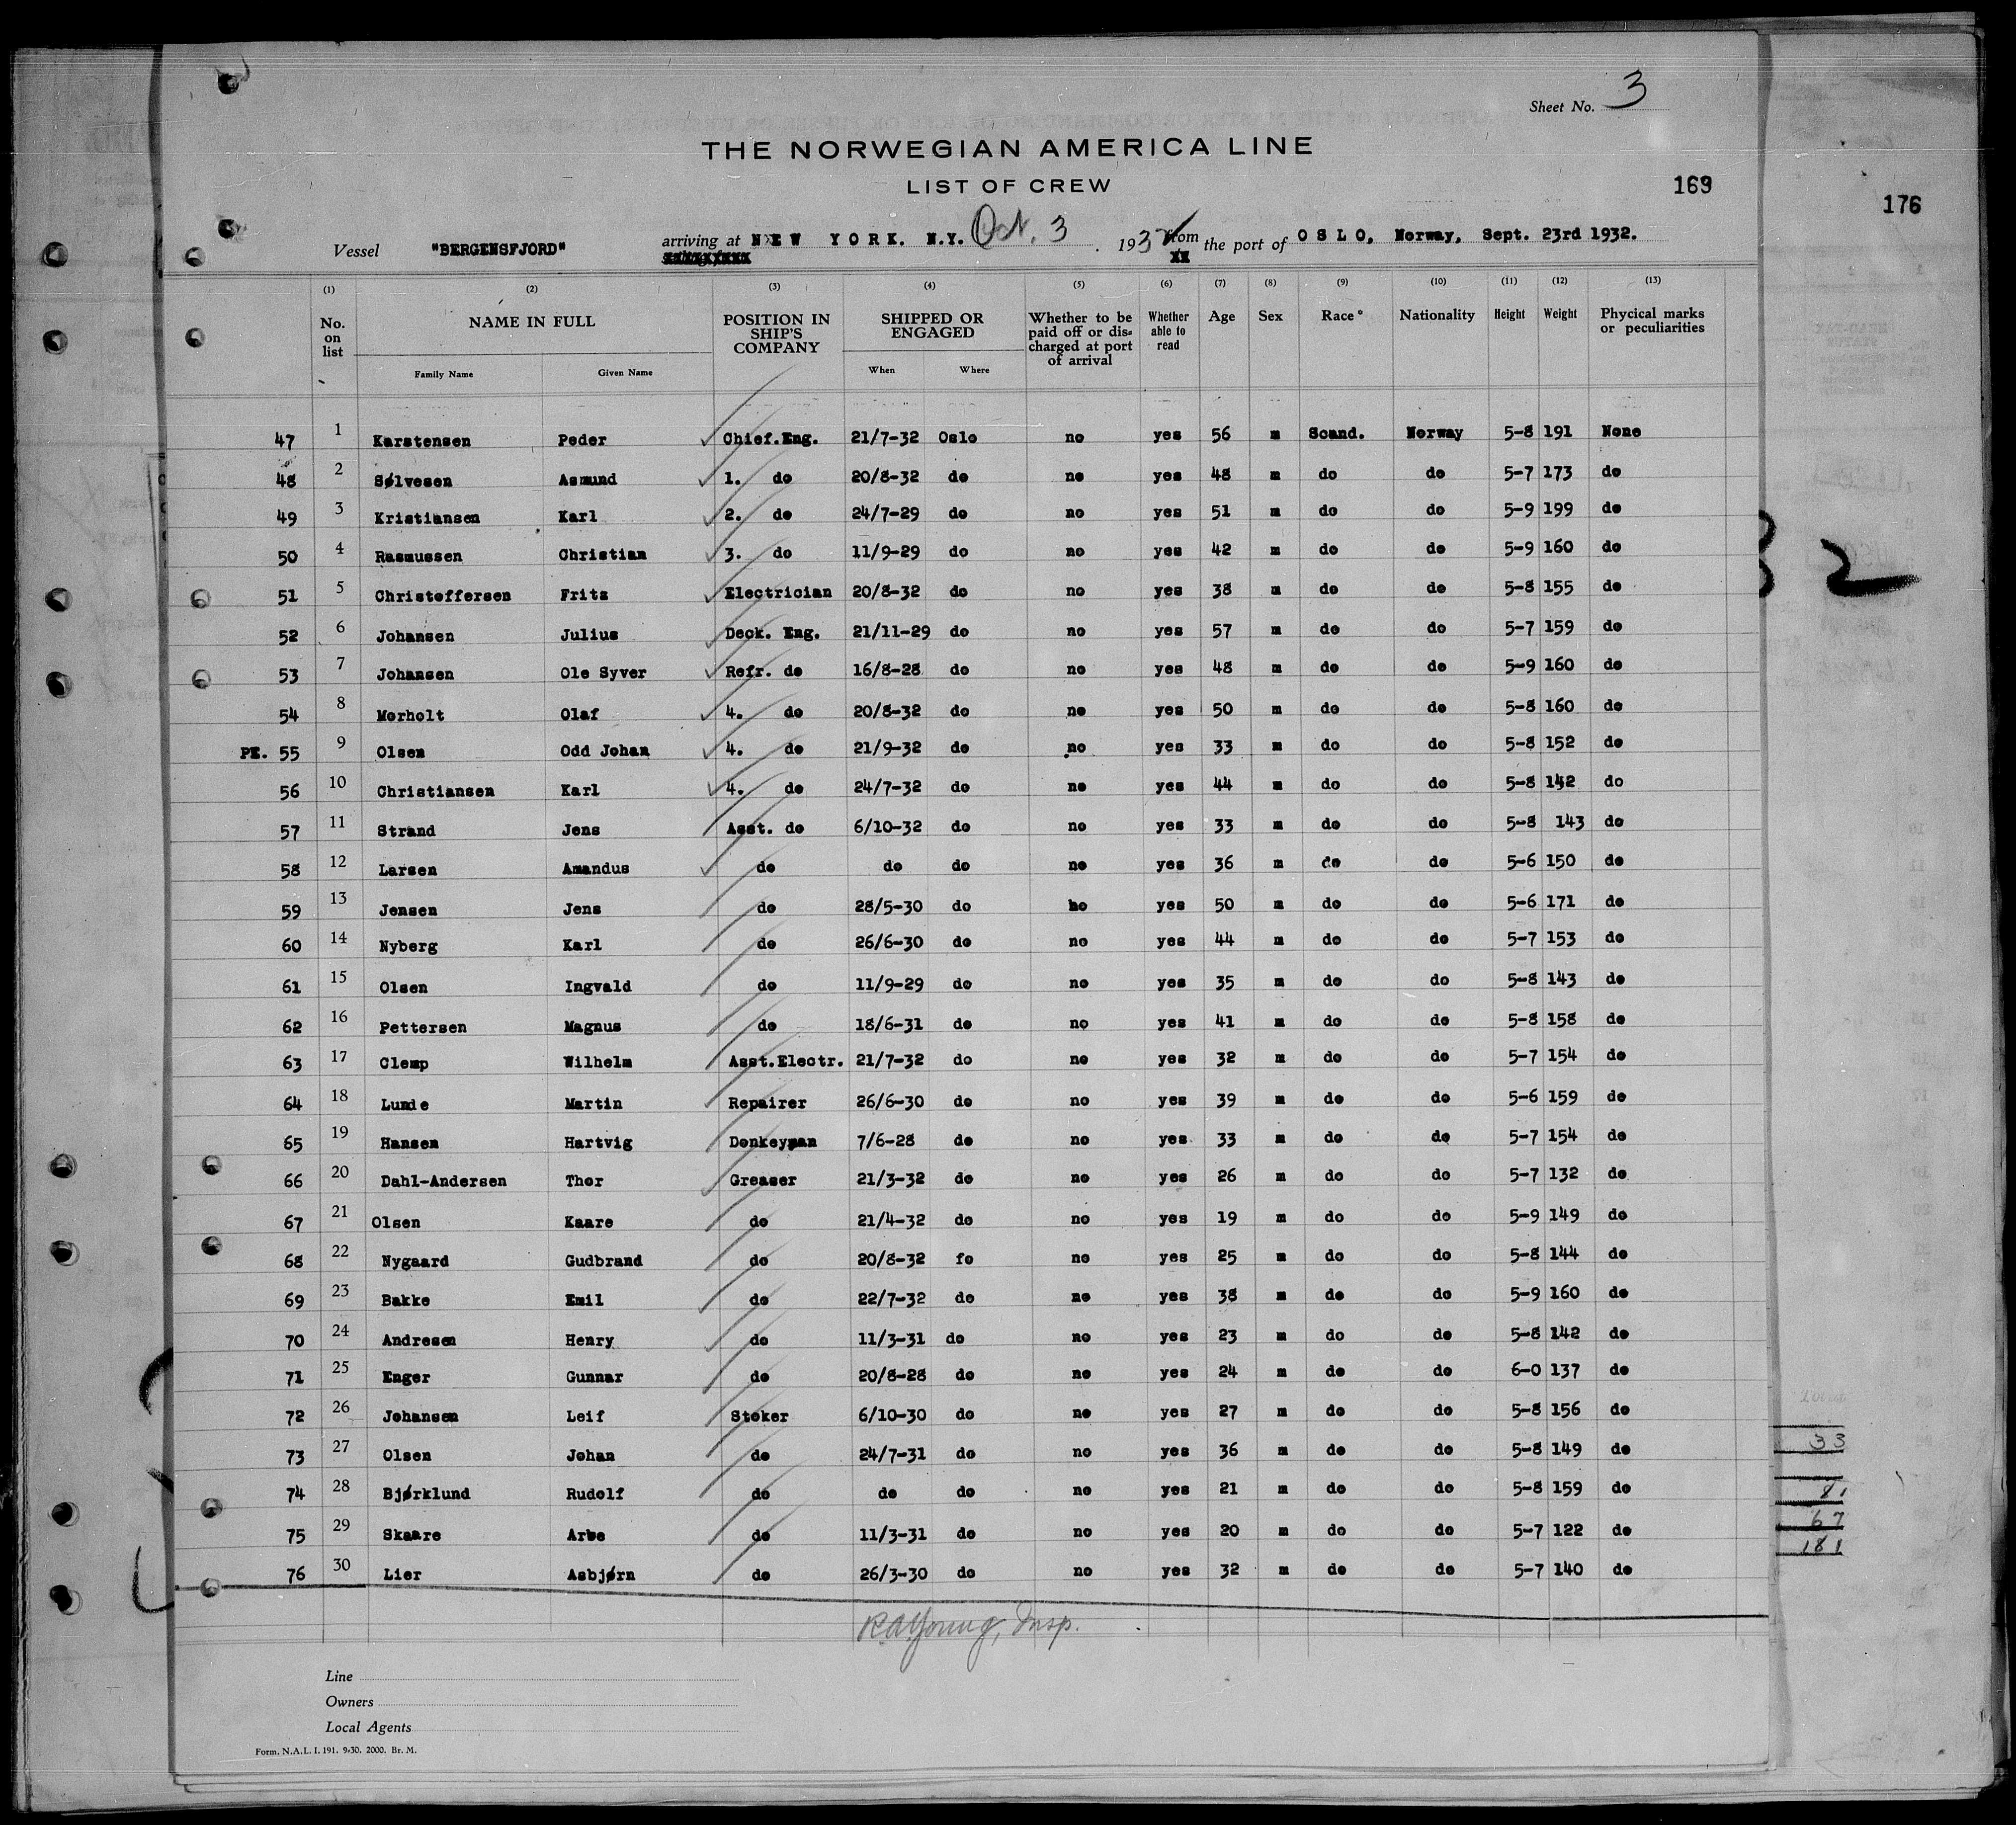 Sheet No. 3
THE NORWEGIAN AMERICA LINE
LIST OF CREW
169
176
Vessel "BERGENSFJORD" arriving at NEW YORK. N.Y. Oct. 3. 1932 from the port of OSLO, Norway, Sept. 23rd 1932.
(1) (2) (3) (4) (5) (6) (7) (8) (9) (10) (11) (12) (13)
No. on list NAME IN FULL POSITION IN SHIP'S COMPANY SHIPPED OR ENGAGED Whether to be paid off or discharged at port of arrival Whether able to read Age Sex Race* Nationality Height Weight Phycical marks or peculiarities
Family Name Given Name When Where
47 1 Karstensen Peder Chief.Eng. 21/7-32 Oslo no yes 56 m Scand. Norway 5-8 191 None
48 2 Sølvesen Asmund 1. do 20/8-32 do no yes 48 m do do 5-7 173 do
49 3 Kristiansen Karl 2. do 24/7-29 do no yes 51 m do do 5-9 199 do
50 4 Rasmussen Christian 3. do 11/9-29 do no yes 42 m do do 5-9 160 do
51 5 Christoffersen Fritz Electrician 20/8-32 do no yes 38 m do do 5-8 155 do
52 6 Johansen Julius Deck. Eng. 21/11-29 do no yes 57 m do do 5-7 159 do
53 7 Johansen Ole Syver Refr. do 16/8-28 do no yes 48 m do do 5-9 160 do
54 8 Morholt Olaf 4. do 20/8-32 do no yes 50 m do do 5-8 160 do
PE. 55 9 Olsen Odd Johan 4. do 21/9-32 do no yes 33 m do do 5-8 152 do
56 10 Christiansen Karl 4. do 24/7-32 do no yes 44 m do do 5-8 142 do
57 11 Strand Jens Asst. do 6/10-32 do no yes 33 m do do 5-8 143 do
58 12 Larsen Amandus do do do no yes 36 m do do 5-6 150 do
59 13 Jensen Jens do 28/5-30 do no yes 50 m do do 5-6 171 do
60 14 Nyberg Karl do 26/6-30 do no yes 44 m do do 5-7 153 do
61 15 Olsen Ingvald do 11/9-29 do no yes 35 m do do 5-8 143 do
62 16 Pettersen Magnus do 18/6-31 do no yes 41 m do do 5-8 158 do
63 17 Clemp Wilhelm Asst.Electr. 21/7-32 do no yes 32 m do do 5-7 154 do
64 18 Lunde Martin Repairer 26/6-30 do no yes 39 m do do 5-6 159 do
65 19 Hansen Hartvig Donkeyman 7/6-28 do no yes 33 m do do 5-7 154 do
66 20 Dahl-Andersen Thor Greaser 21/3-32 do no yes 26 m do do 5-7 132 do
67 21 Olsen Kaare do 21/4-32 do no yes 19 m do do 5-9 149 do
68 22 Nygaard Gudbrand do 20/8-32 fo no yes 25 m do do 5-8 144 do
69 23 Bakke Emil do 22/7-32 do no yes 38 m do do 5-9 160 do
70 24 Andresen Henry do 11/3-31 do no yes 23 m do do 5-8 142 do
71 25 Enger Gunnar do 20/8-28 do no yes 24 m do do 6-0 137 do
72 26 Johansen Leif Stoker 6/10-30 do no yes 27 m do do 5-8 156 do
73 27 Olsen Johan do 24/7-31 do no yes 36 m do do 5-8 149 do
74 28 Bjørklund Rudolf do do do no yes 21 m do do 5-8 159 do
75 29 Skaare Arbe do 11/3-31 do no yes 20 m do do 5-7 122 do
76 30 Lier Asbjørn do 26/3-30 do no yes 32 m do do 5-7 140 do
2
33
81
67
181
RAYoung, Insp.
Line
Owners
Local Agents
Form. N.A.L. I. 191. 9-30. 2000. Br. M.